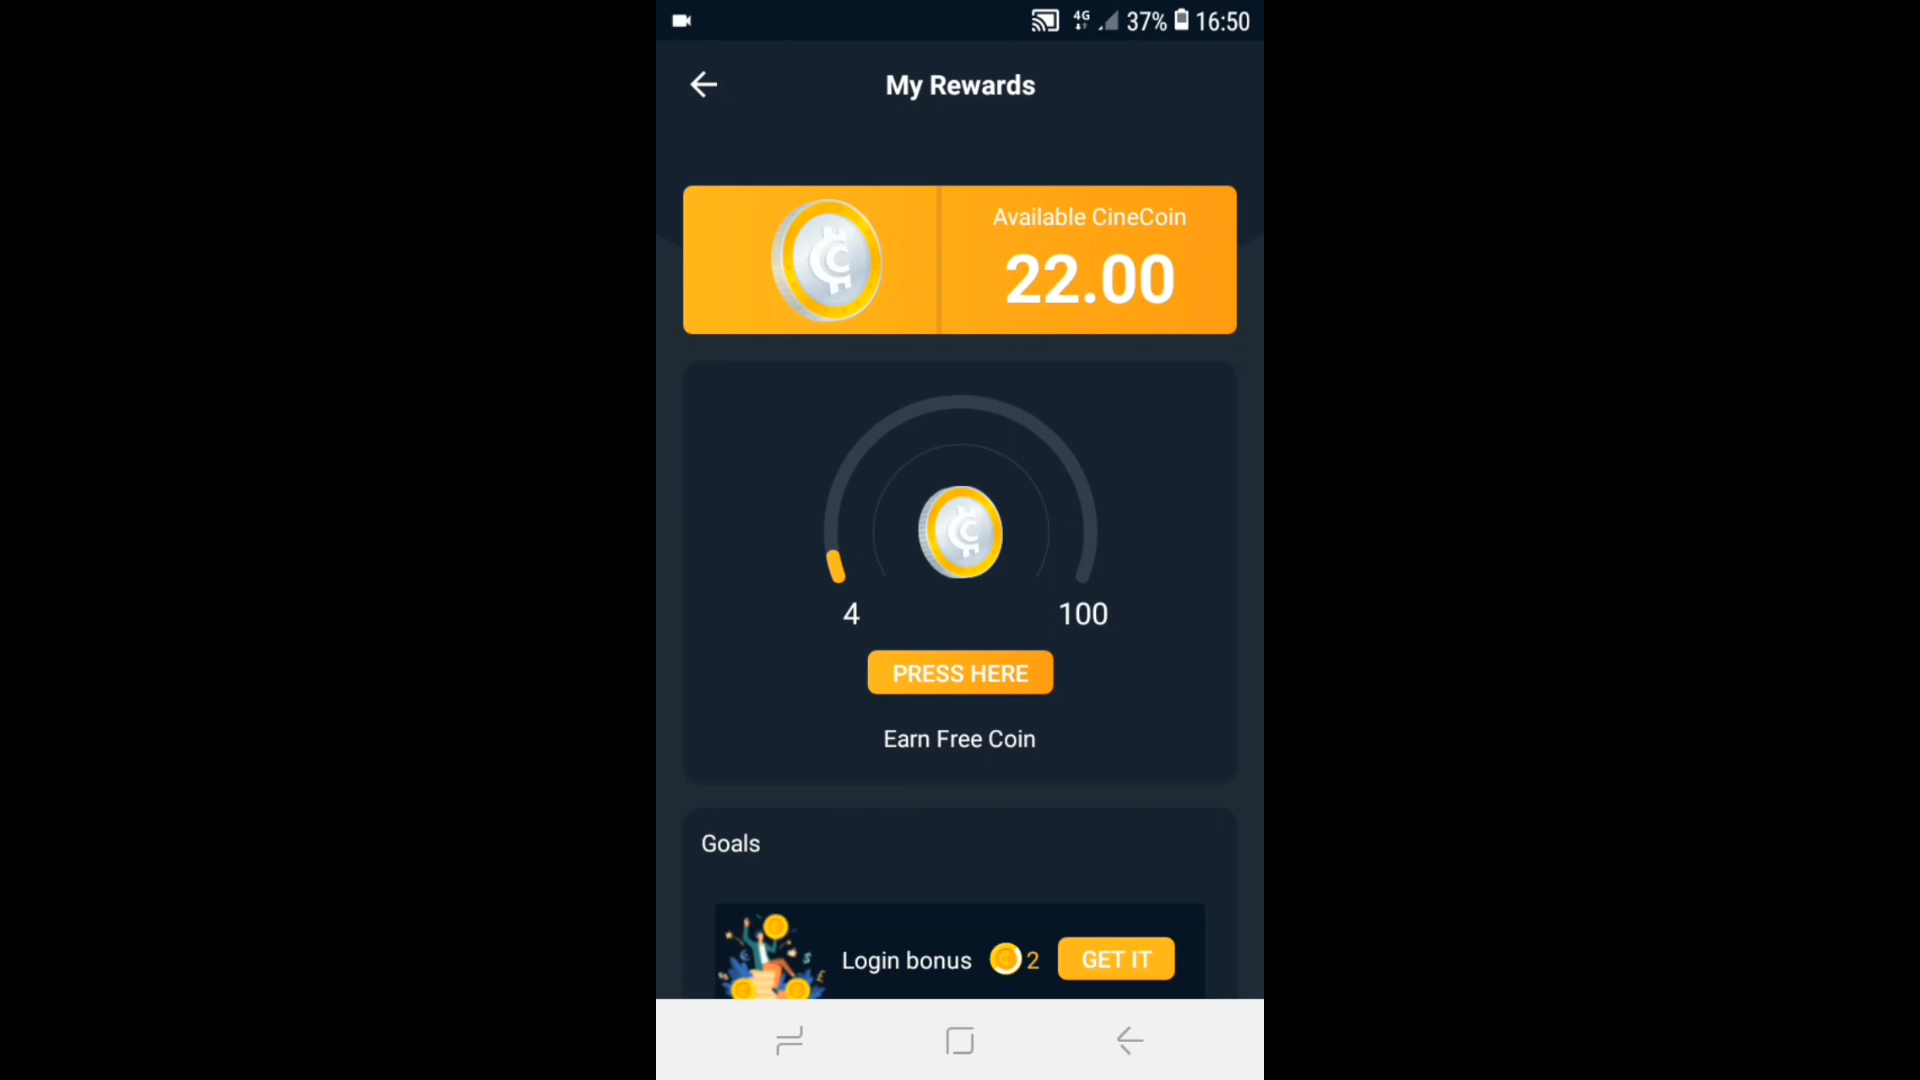 4G 37% 16:50
My Rewards
Available CineCoin
22.00
4 100
PRESS HERE
Earn Free Coin
Goals
Login bonus 2 GET IT